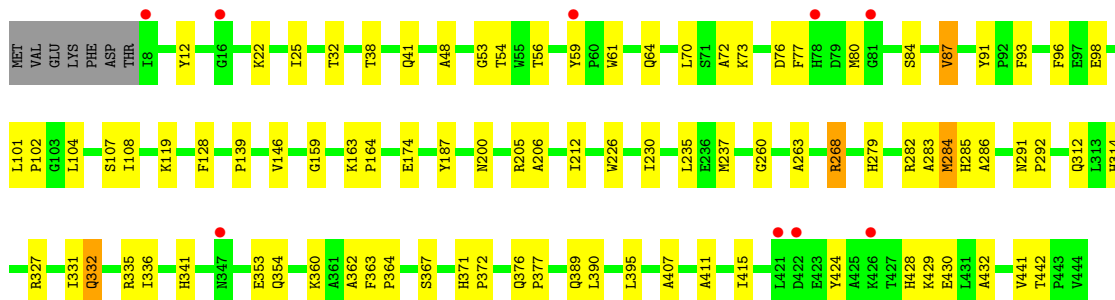 MET VAL GLU LYS PHE ASP THR I8 Y12 G16 K22 I25 T32 T38 Q41 A48 G53 T54 W55 T56 Y59 P60 W61 Q64 L70 S71 A72 K73 D76 F77 H78 D79 M80 G81 S84 V87 Y91 P92 F93 F96 E97 E98
L101 P102 G103 L104 S107 I108 K119 F128 P139 V146 G159 K163 P164 E174 Y187 N200 R205 A206 I212 W226 I230 L235 E236 M237 G260 A263 R268 H279 R282 A283 M284 H285 A286 N291 P292 Q312 L313 H314
R327 I331 Q332 R335 I336 H341 N347 E353 Q354 K360 A361 A362 F363 P364 S367 H371 P372 Q376 P377 Q389 L390 L395 A407 A411 I415 L421 D422 E423 Y424 A425 K426 T427 H428 K429 E430 L431 A432 V441 T442 P443 V444